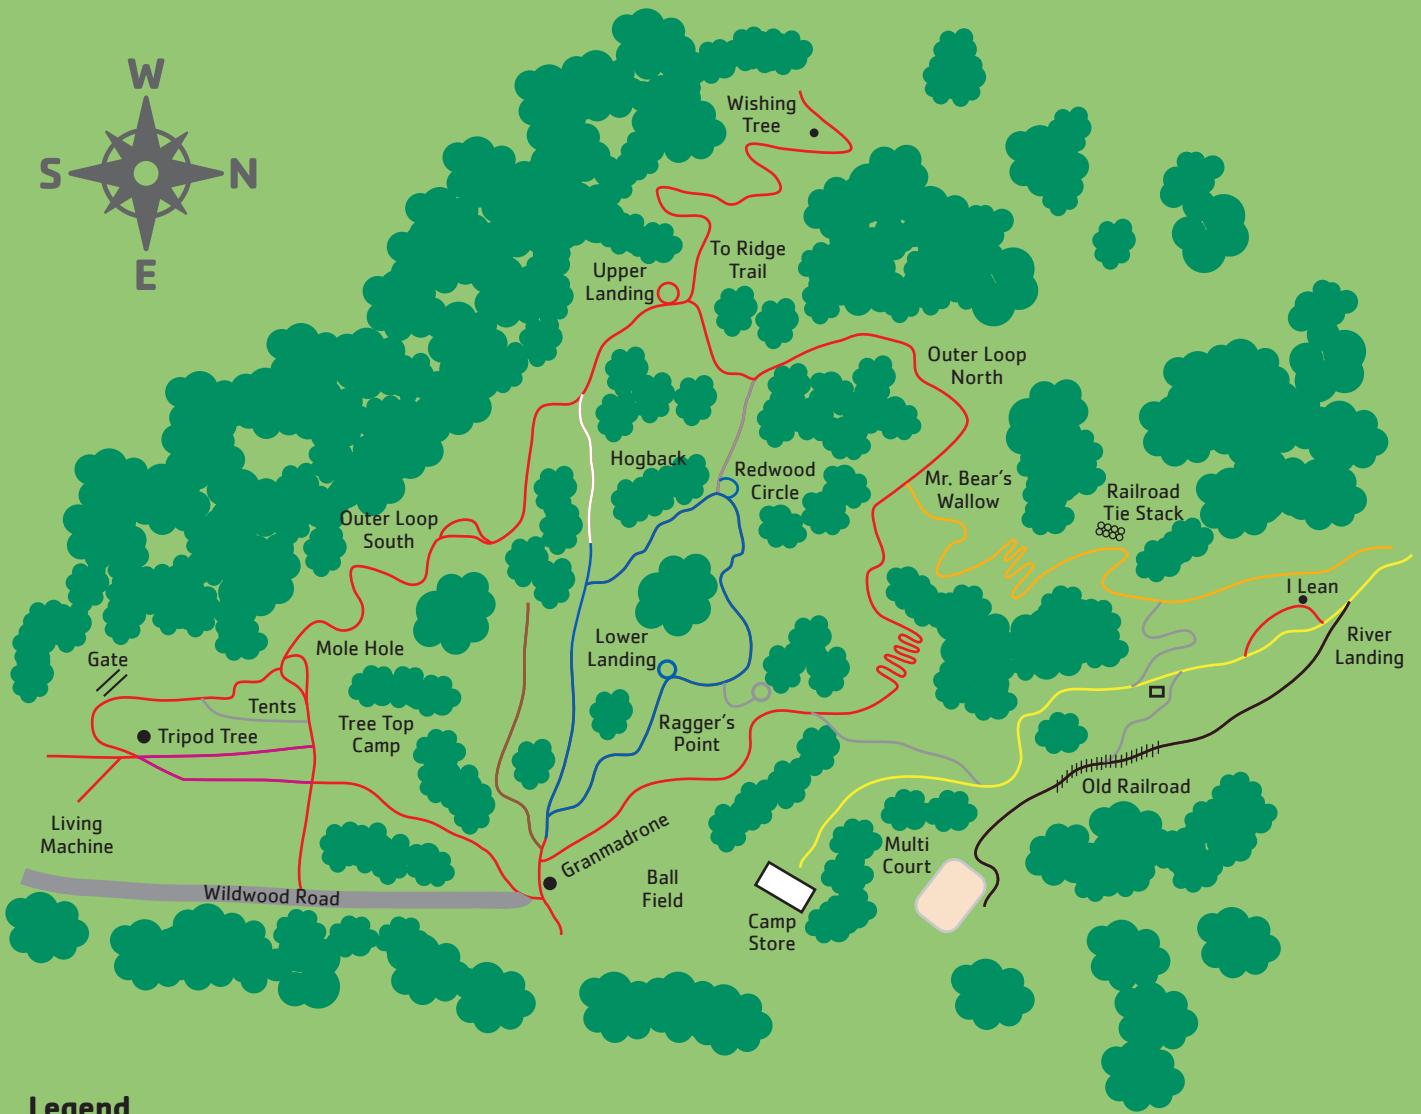 W
S
N
E
Wishing
Tree
To Ridge
Trail
Upper
Landing
Outer Loop
North
Hogback
Redwood
Circle
Mr. Bear's
Wallow
Railroad
Tie Stack
Outer Loop
South
I Lean
River
Landing
Mole Hole
Gate
Lower
Landing
Tents
Tripod Tree
Tree Top
Camp
Ragger's
Point
Old Railroad
Living
Machine
Granmadrone
Multi
Court
Ball
Field
Wildwood Road
Camp
Store
Legend